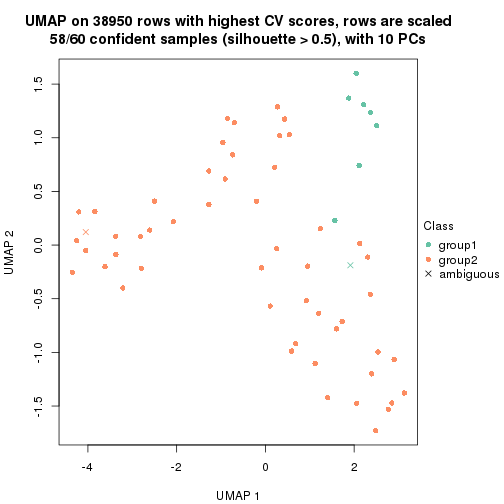 UMAP on 38950 rows with highest CV scores, rows are scaled
58/60 confident samples (silhouette > 0.5), with 10 PCs
1.5
1.0
0.5
0.0
-0.5
-1.0
-1.5
UMAP 2
-4 -2 0 2
UMAP 1
Class
group1
group2
ambiguous